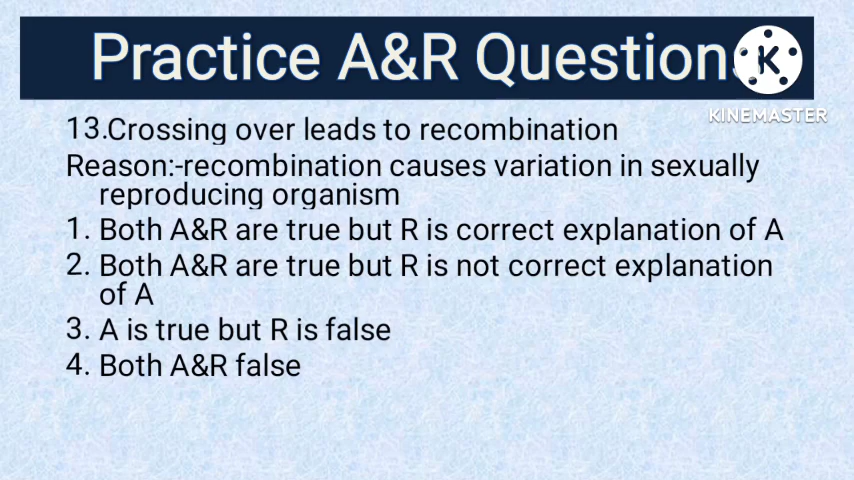 Practice A&R Questions
KINEMASTER
13.Crossing over leads to recombination
Reason:-recombination causes variation in sexually
reproducing organism
1. Both A&R are true but R is correct explanation of A
2. Both A&R are true but R is not correct explanation
of A
3. A is true but R is false
4. Both A&R false